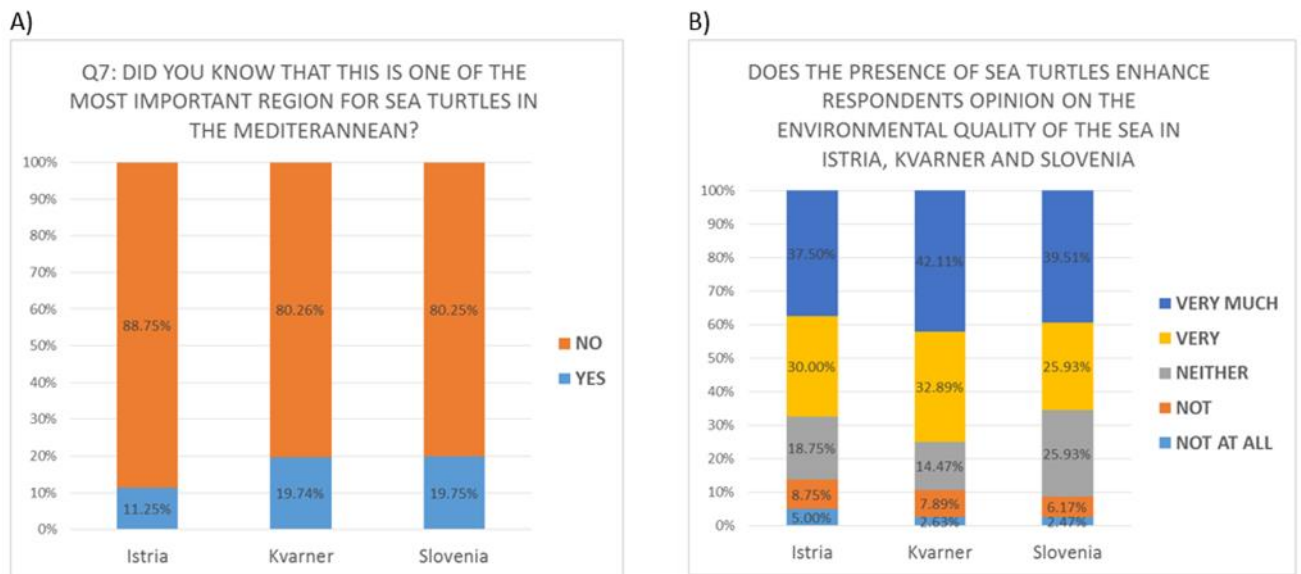 A)
Q7: DID YOU KNOW THAT THIS IS ONE OF THE
MOST IMPORTANT REGION FOR SEA TURTLES IN
THE MEDITERANNEAN?
100%
90%
80%
70%
60%
50%
40%
30%
20%
10%
0%
88.75%
80.26%
80.25%
11.25%
19.74%
19.75%
Istria
Kvarner
Slovenia
NO
YES
B)
DOES THE PRESENCE OF SEA TURTLES ENHANCE
RESPONDENTS OPINION ON THE
ENVIRONMENTAL QUALITY OF THE SEA IN
ISTRIA, KVARNER AND SLOVENIA
100%
90%
80%
70%
60%
50%
40%
30%
20%
10%
0%
37.50%
42.11%
39.51%
30.00%
32.89%
25.93%
18.75%
14.47%
25.93%
8.75%
7.89%
6.17%
5.00%
2.63%
2.47%
Istria
Kvarner
Slovenia
VERY MUCH
VERY
NEITHER
NOT
NOT AT ALL